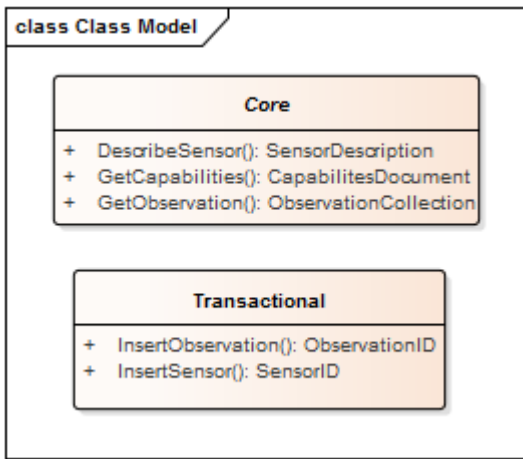 class Class Model
Core
+ DescribeSensor(): SensorDescription
+ GetCapabilities(): CapabilitesDocument
+ GetObservation(): ObservationCollection
Transactional
+ InsertObservation(): ObservationID
+ InsertSensor(): SensorID